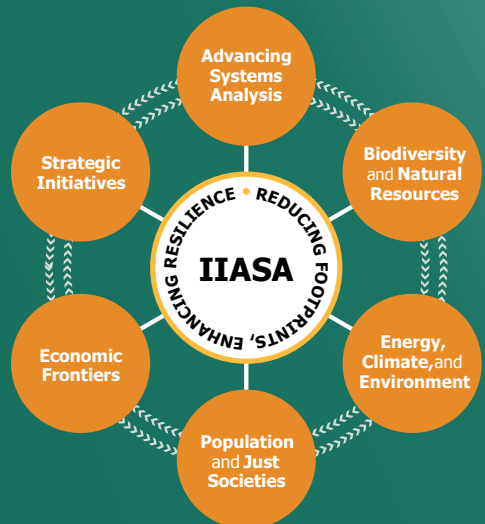 Advancing
Systems
Analysis
Strategic
Initiatives
Biodiversity
and Natural
Resources
REDUCING FOOTPRINTS, ENHANCING RESILIENCE •
IIASA
Economic
Frontiers
Energy,
Climate,and
Environment
Population
and Just
Societies